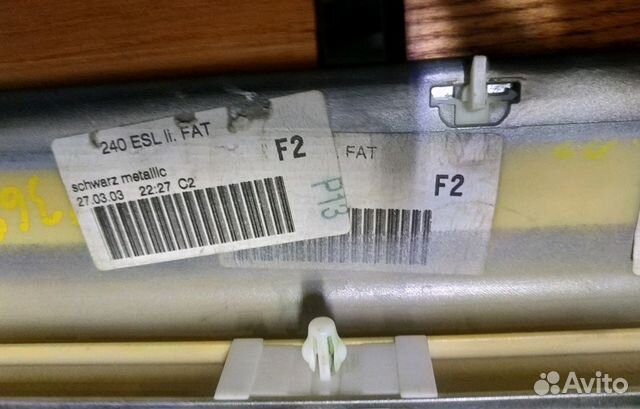 240 ESL li. FAT
F2
schwarz metallic
27.03.03 22:27 C2
P13
. FAT
F2
Avito